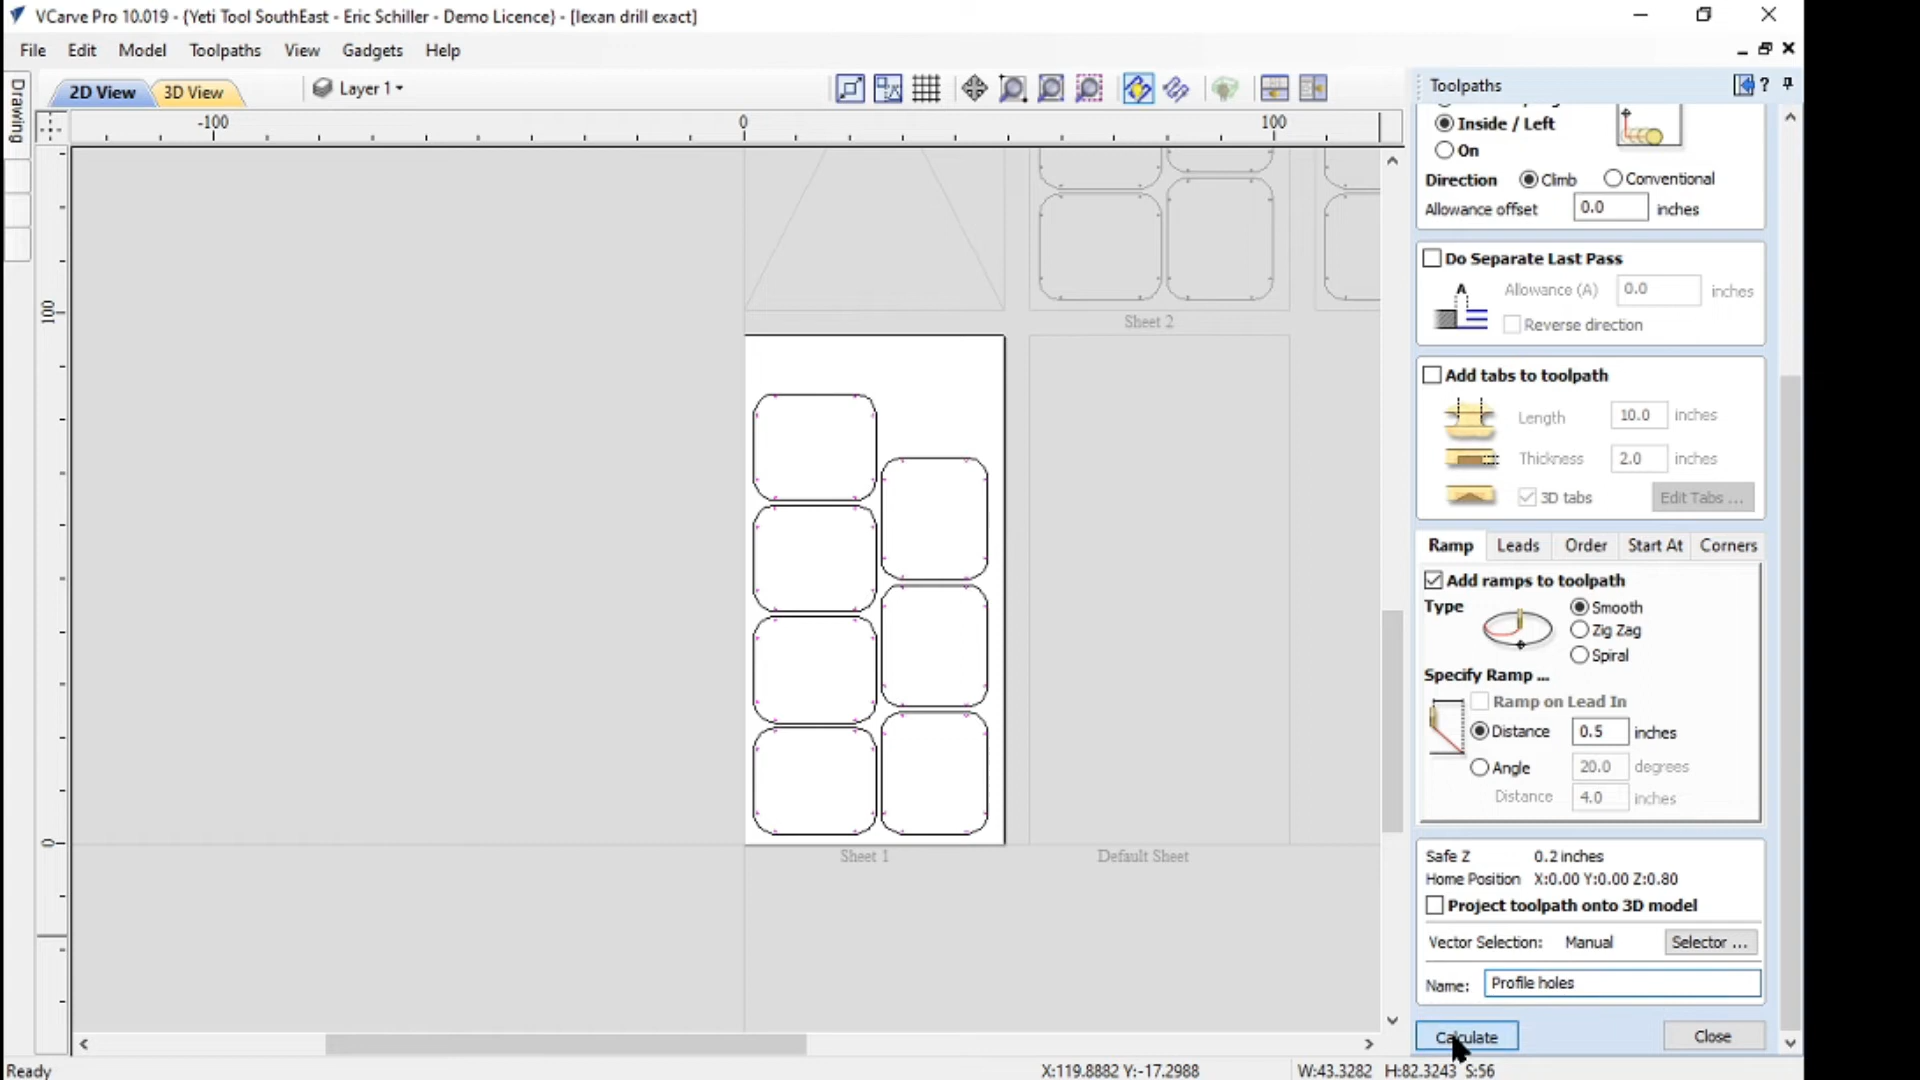 VCarve Pro 10.019 - {Yeti Tool SouthEast - Eric Schiller - Demo Licence} - [lexan drill exact]
File Edit Model Toolpaths View Gadgets Help
Drawing
2D View 3D View Layer 1
Toolpaths
-100 0 100
Inside / Left
On
Direction Climb Conventional
Allowance offset 0.0 inches
Do Separate Last Pass
A Allowance (A) 0.0 inches
Reverse direction
100
Sheet 2
Add tabs to toolpath
Length 10.0 inches
Thickness 2.0 inches
3D tabs Edit Tabs ...
Ramp Leads Order Start At Corners
Add ramps to toolpath
Type Smooth
Zig Zag
Spiral
Specify Ramp ...
Ramp on Lead In
Distance 0.5 inches
Angle 20.0 degrees
Distance 4.0 inches
0
Sheet 1 Default Sheet
Safe Z 0.2 inches
Home Position X:0.00 Y:0.00 Z:0.80
Project toolpath onto 3D model
Vector Selection: Manual Selector ...
Name: Profile holes
Calculate Close
Ready X:119.8882 Y:-17.2988 W:43.3282 H:82.3243 S:56